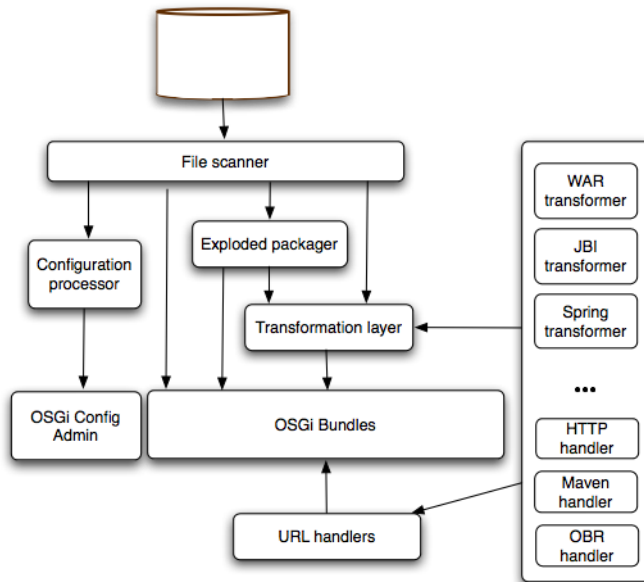 File scanner
WAR
transformer
Exploded packager
JBI
transformer
Configuration
processor
Spring
transformer
Transformation layer
...
OSGi Config
Admin
OSGi Bundles
HTTP
handler
Maven
handler
URL handlers
OBR
handler